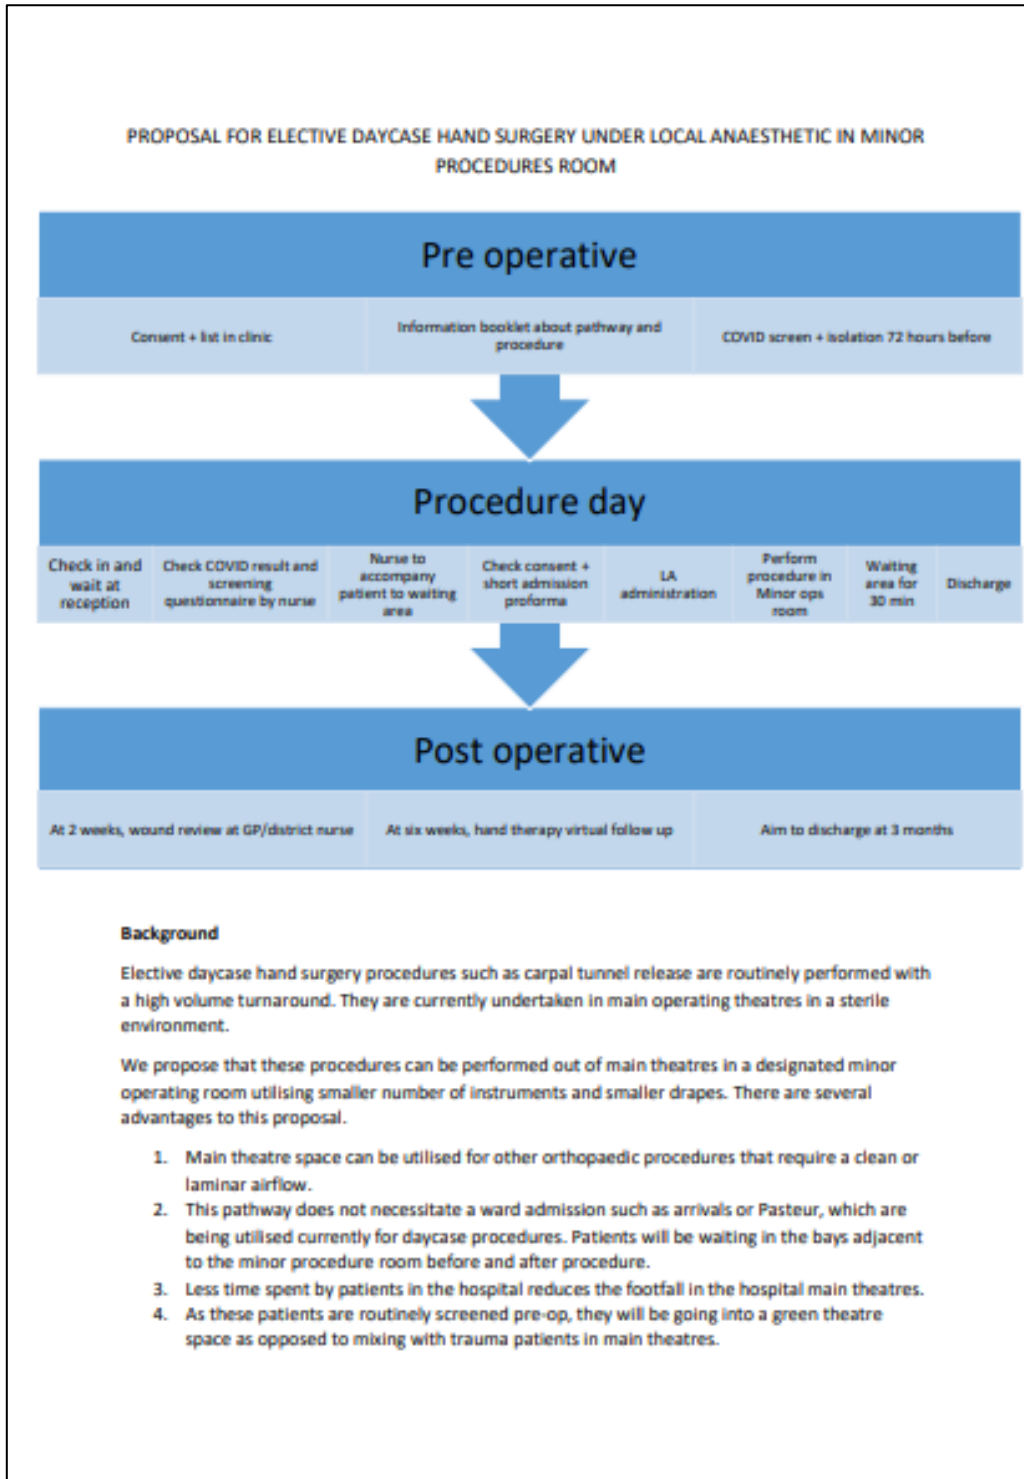 PROPOSAL FOR ELECTIVE DAYCASE HAND SURGERY UNDER LOCAL ANAESTHETIC IN MINOR
PROCEDURES ROOM
Pre operative
Consent + list in clinic
Information booklet about pathway and
procedure
COVID screen + isolation 72 hours before
Procedure day
Check in and
wait at
reception
Check COVID result and
screening
questionnaire by nurse
Nurse to
accompany
patient to waiting
area
Check consent +
short admission
proforma
LA
administration
Perform
procedure in
Minor ops
room
Waiting
area for
30 min
Discharge
Post operative
At 2 weeks, wound review at GP/district nurse
At six weeks, hand therapy virtual follow up
Aim to discharge at 3 months
Background
Elective daycase hand surgery procedures such as carpal tunnel release are routinely performed with
a high volume turnaround. They are currently undertaken in main operating theatres in a sterile
environment.
We propose that these procedures can be performed out of main theatres in a designated minor
operating room utilising smaller number of instruments and smaller drapes. There are several
advantages to this proposal.
1. Main theatre space can be utilised for other orthopaedic procedures that require a clean or
laminar airflow.
2. This pathway does not necessitate a ward admission such as arrivals or Pasteur, which are
being utilised currently for daycase procedures. Patients will be waiting in the bays adjacent
to the minor procedure room before and after procedure.
3. Less time spent by patients in the hospital reduces the footfall in the hospital main theatres.
4. As these patients are routinely screened pre-op, they will be going into a green theatre
space as opposed to mixing with trauma patients in main theatres.